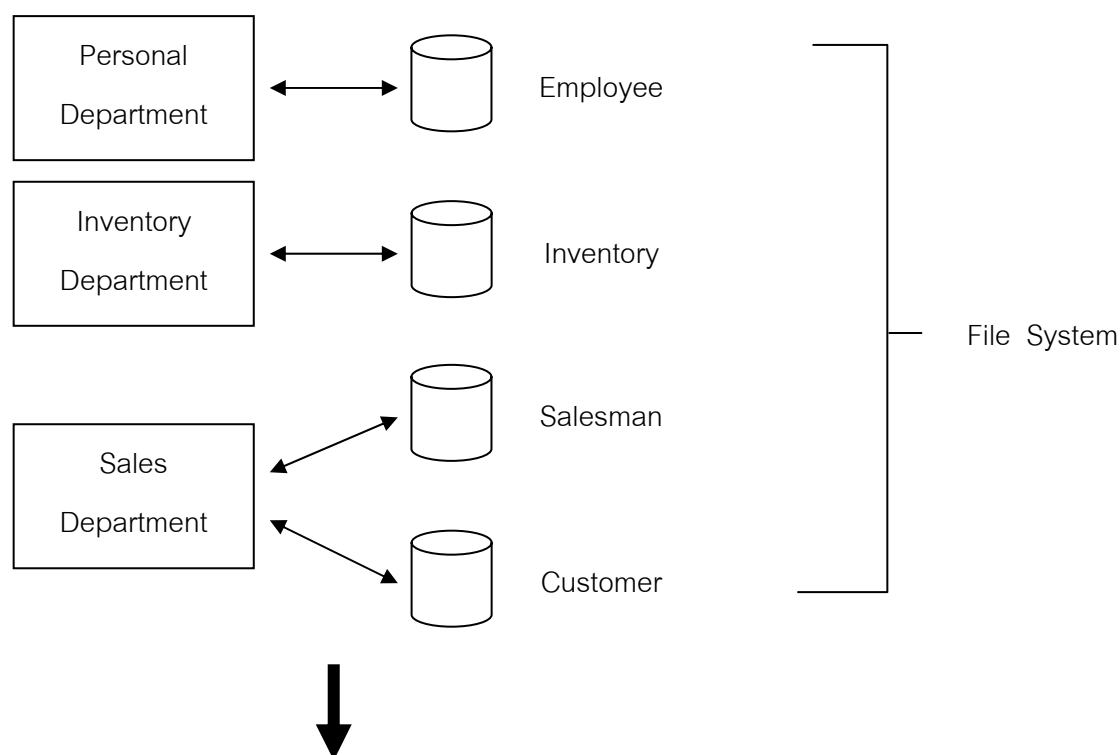 Personal
Department
Employee
Inventory
Department
Inventory
File System
Salesman
Sales
Department
Customer